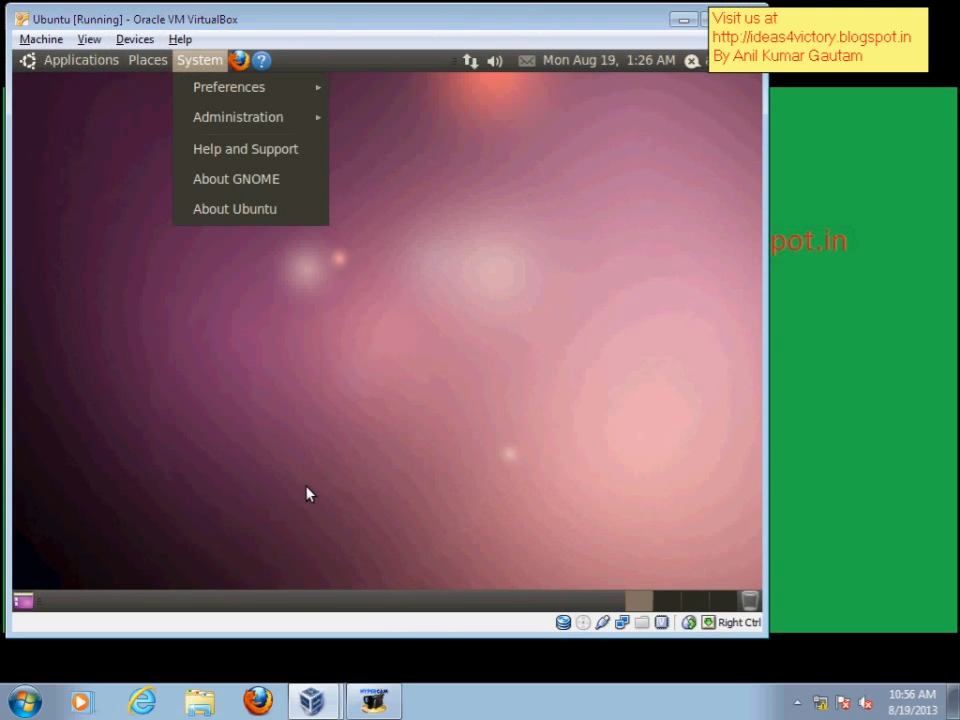 Ubuntu [Running] - Oracle VM VirtualBox
Machine View Devices Help
Applications Places System ? Mon Aug 19, 1:26 AM
Visit us at
http://ideas4victory.blogspot.in
By Anil Kumar Gautam
Preferences
Administration
Help and Support
About GNOME
About Ubuntu
pot.in
Right Ctrl
HYPERCAM
10:56 AM
8/19/2013